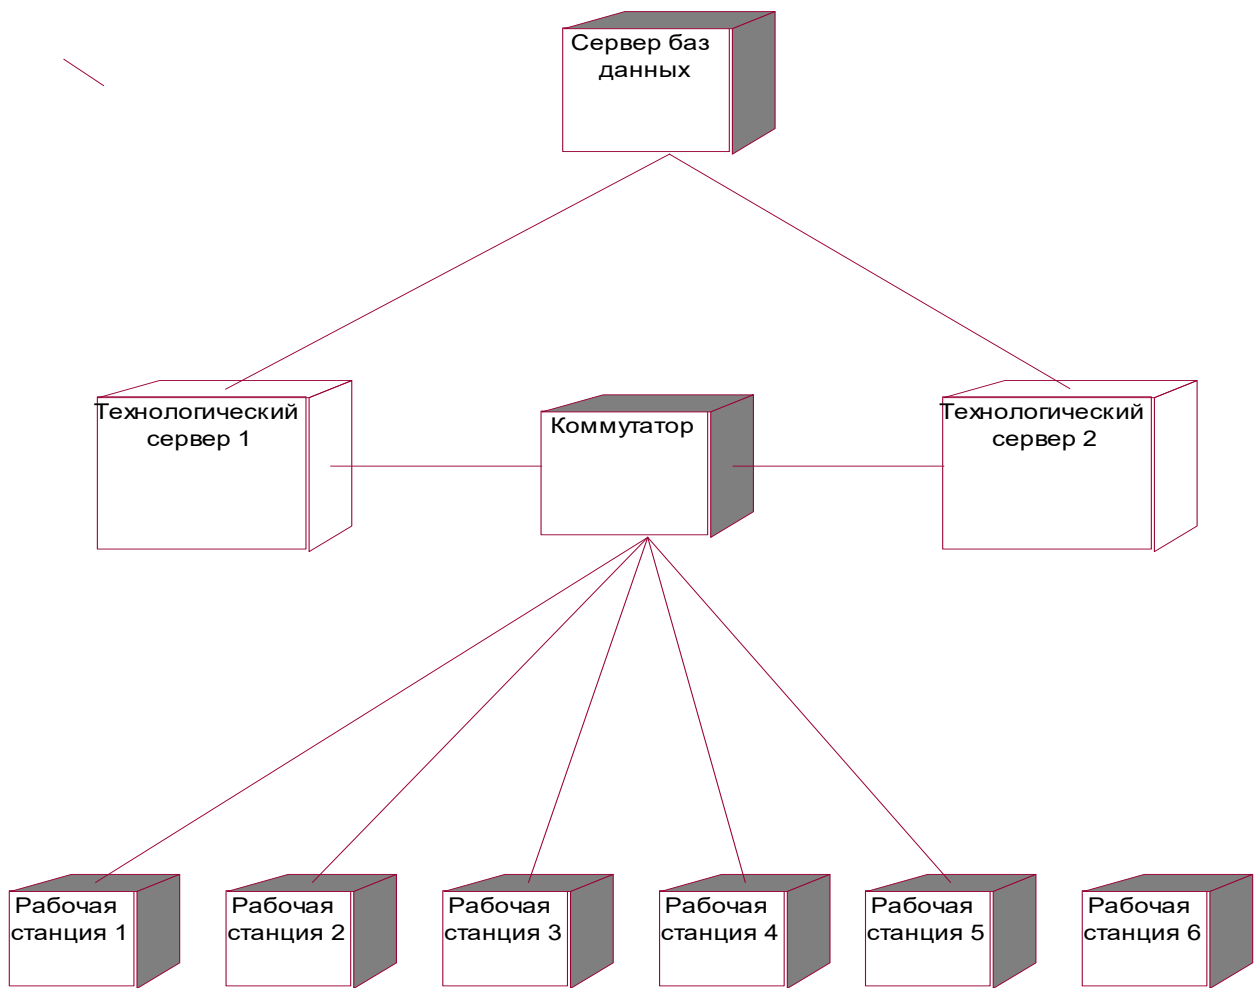 Сервер баз
данных
Технологический
сервер 1
Коммутатор
Технологический
сервер 2
Рабочая
станция 1
Рабочая
станция 2
Рабочая
станция 3
Рабочая
станция 4
Рабочая
станция 5
Рабочая
станция 6